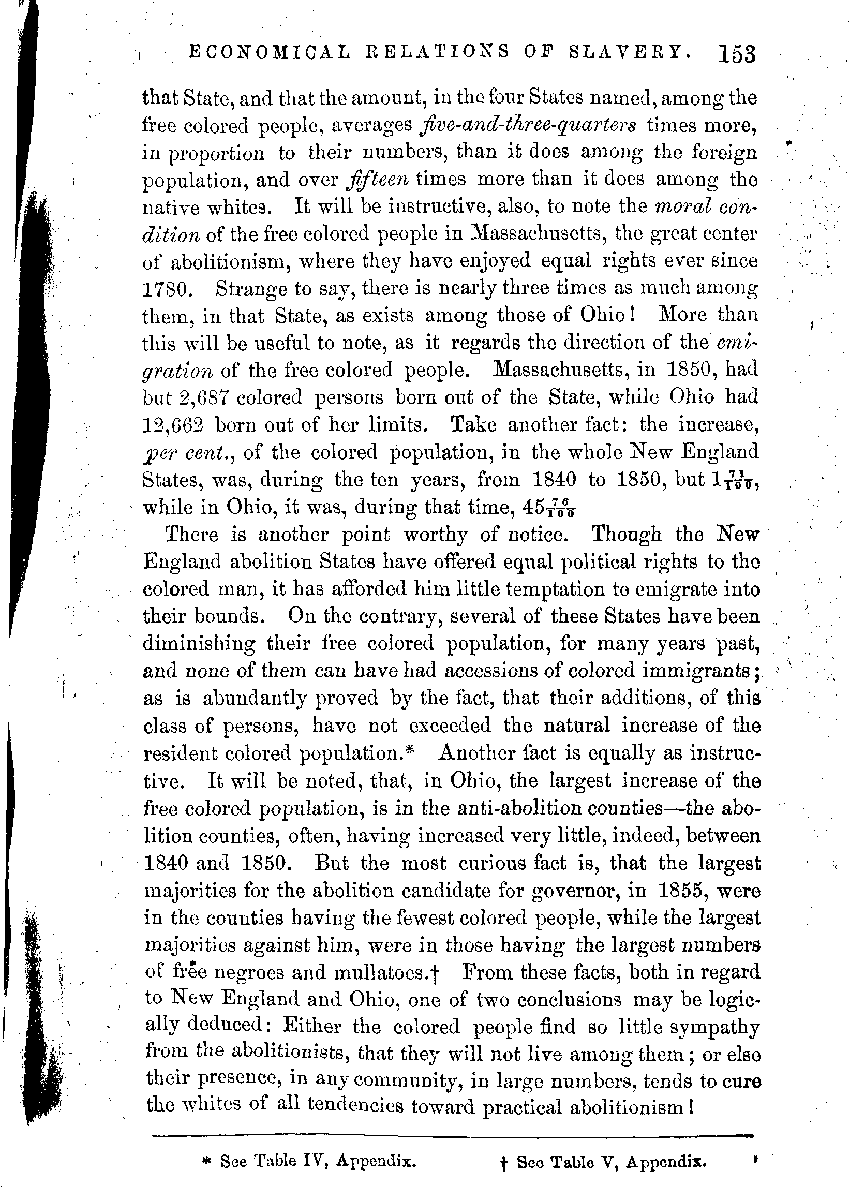 ECONOMICAL RELATIONS OF SLAVERY. 153
that State, and that the amount, in the four States named, among the
free colored people, averages five-and-three-quarters times more,
in proportion to their numbers, than it does among the foreign
population, and over fifteen times more than it does among the
native whites. It will be instructive, also, to note the moral con-
dition of the free colored people in Massachusetts, the great center
of abolitionism, where they have enjoyed equal rights ever since
1780. Strange to say, there is nearly three times as much among
them, in that State, as exists among those of Ohio! More than
this will be useful to note, as it regards the direction of the emi-
gration of the free colored people. Massachusetts, in 1850, had
but 2,687 colored persons born out of the State, while Ohio had
12,662 born out of her limits. Take another fact: the increase,
per cent., of the colored population, in the whole New England
States, was, during the ten years, from 1840 to 1850, but 1 71/100,
while in Ohio, it was, during that time, 45 76/100
There is another point worthy of notice. Though the New
England abolition States have offered equal political rights to the
colored man, it has afforded him little temptation to emigrate into
their bounds. On the contrary, several of these States have been
diminishing their free colored population, for many years past,
and none of them can have had accessions of colored immigrants;
as is abundantly proved by the fact, that their additions, of this
class of persons, have not exceeded the natural increase of the
resident colored population.* Another fact is equally as instruc-
tive. It will be noted, that, in Ohio, the largest increase of the
free colored population, is in the anti-abolition counties—the abo-
lition counties, often, having increased very little, indeed, between
1840 and 1850. But the most curious fact is, that the largest
majorities for the abolition candidate for governor, in 1855, were
in the counties having the fewest colored people, while the largest
majorities against him, were in those having the largest numbers
of free negroes and mullatoes.† From these facts, both in regard
to New England and Ohio, one of two conclusions may be logic-
ally deduced: Either the colored people find so little sympathy
from the abolitionists, that they will not live among them; or else
their presence, in any community, in large numbers, tends to cure
the whites of all tendencies toward practical abolitionism!
* See Table IV, Appendix. † See Table V, Appendix.